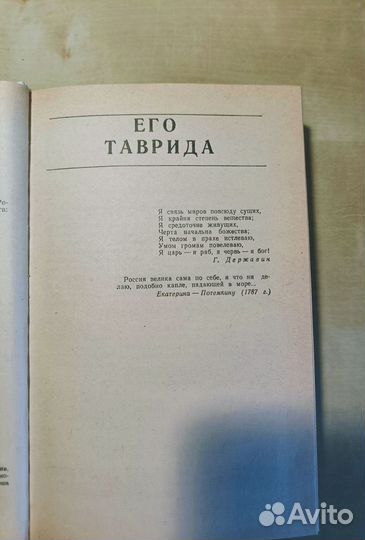 ЕГО
ТАВРИДА
Я связь миров повсюду сущих,
Я крайня степень вещества;
Я средоточие живущих,
Черта начальна божества;
Я телом в прахе истлеваю,
Умом громам повелеваю,
Я царь — я раб, я червь — я бог!
Г. Державин
Россия велика сама по себе, я что ни де-
лаю, подобно капле, падающей в море...
Екатерина — Потемкину (1787 г.)
Avito